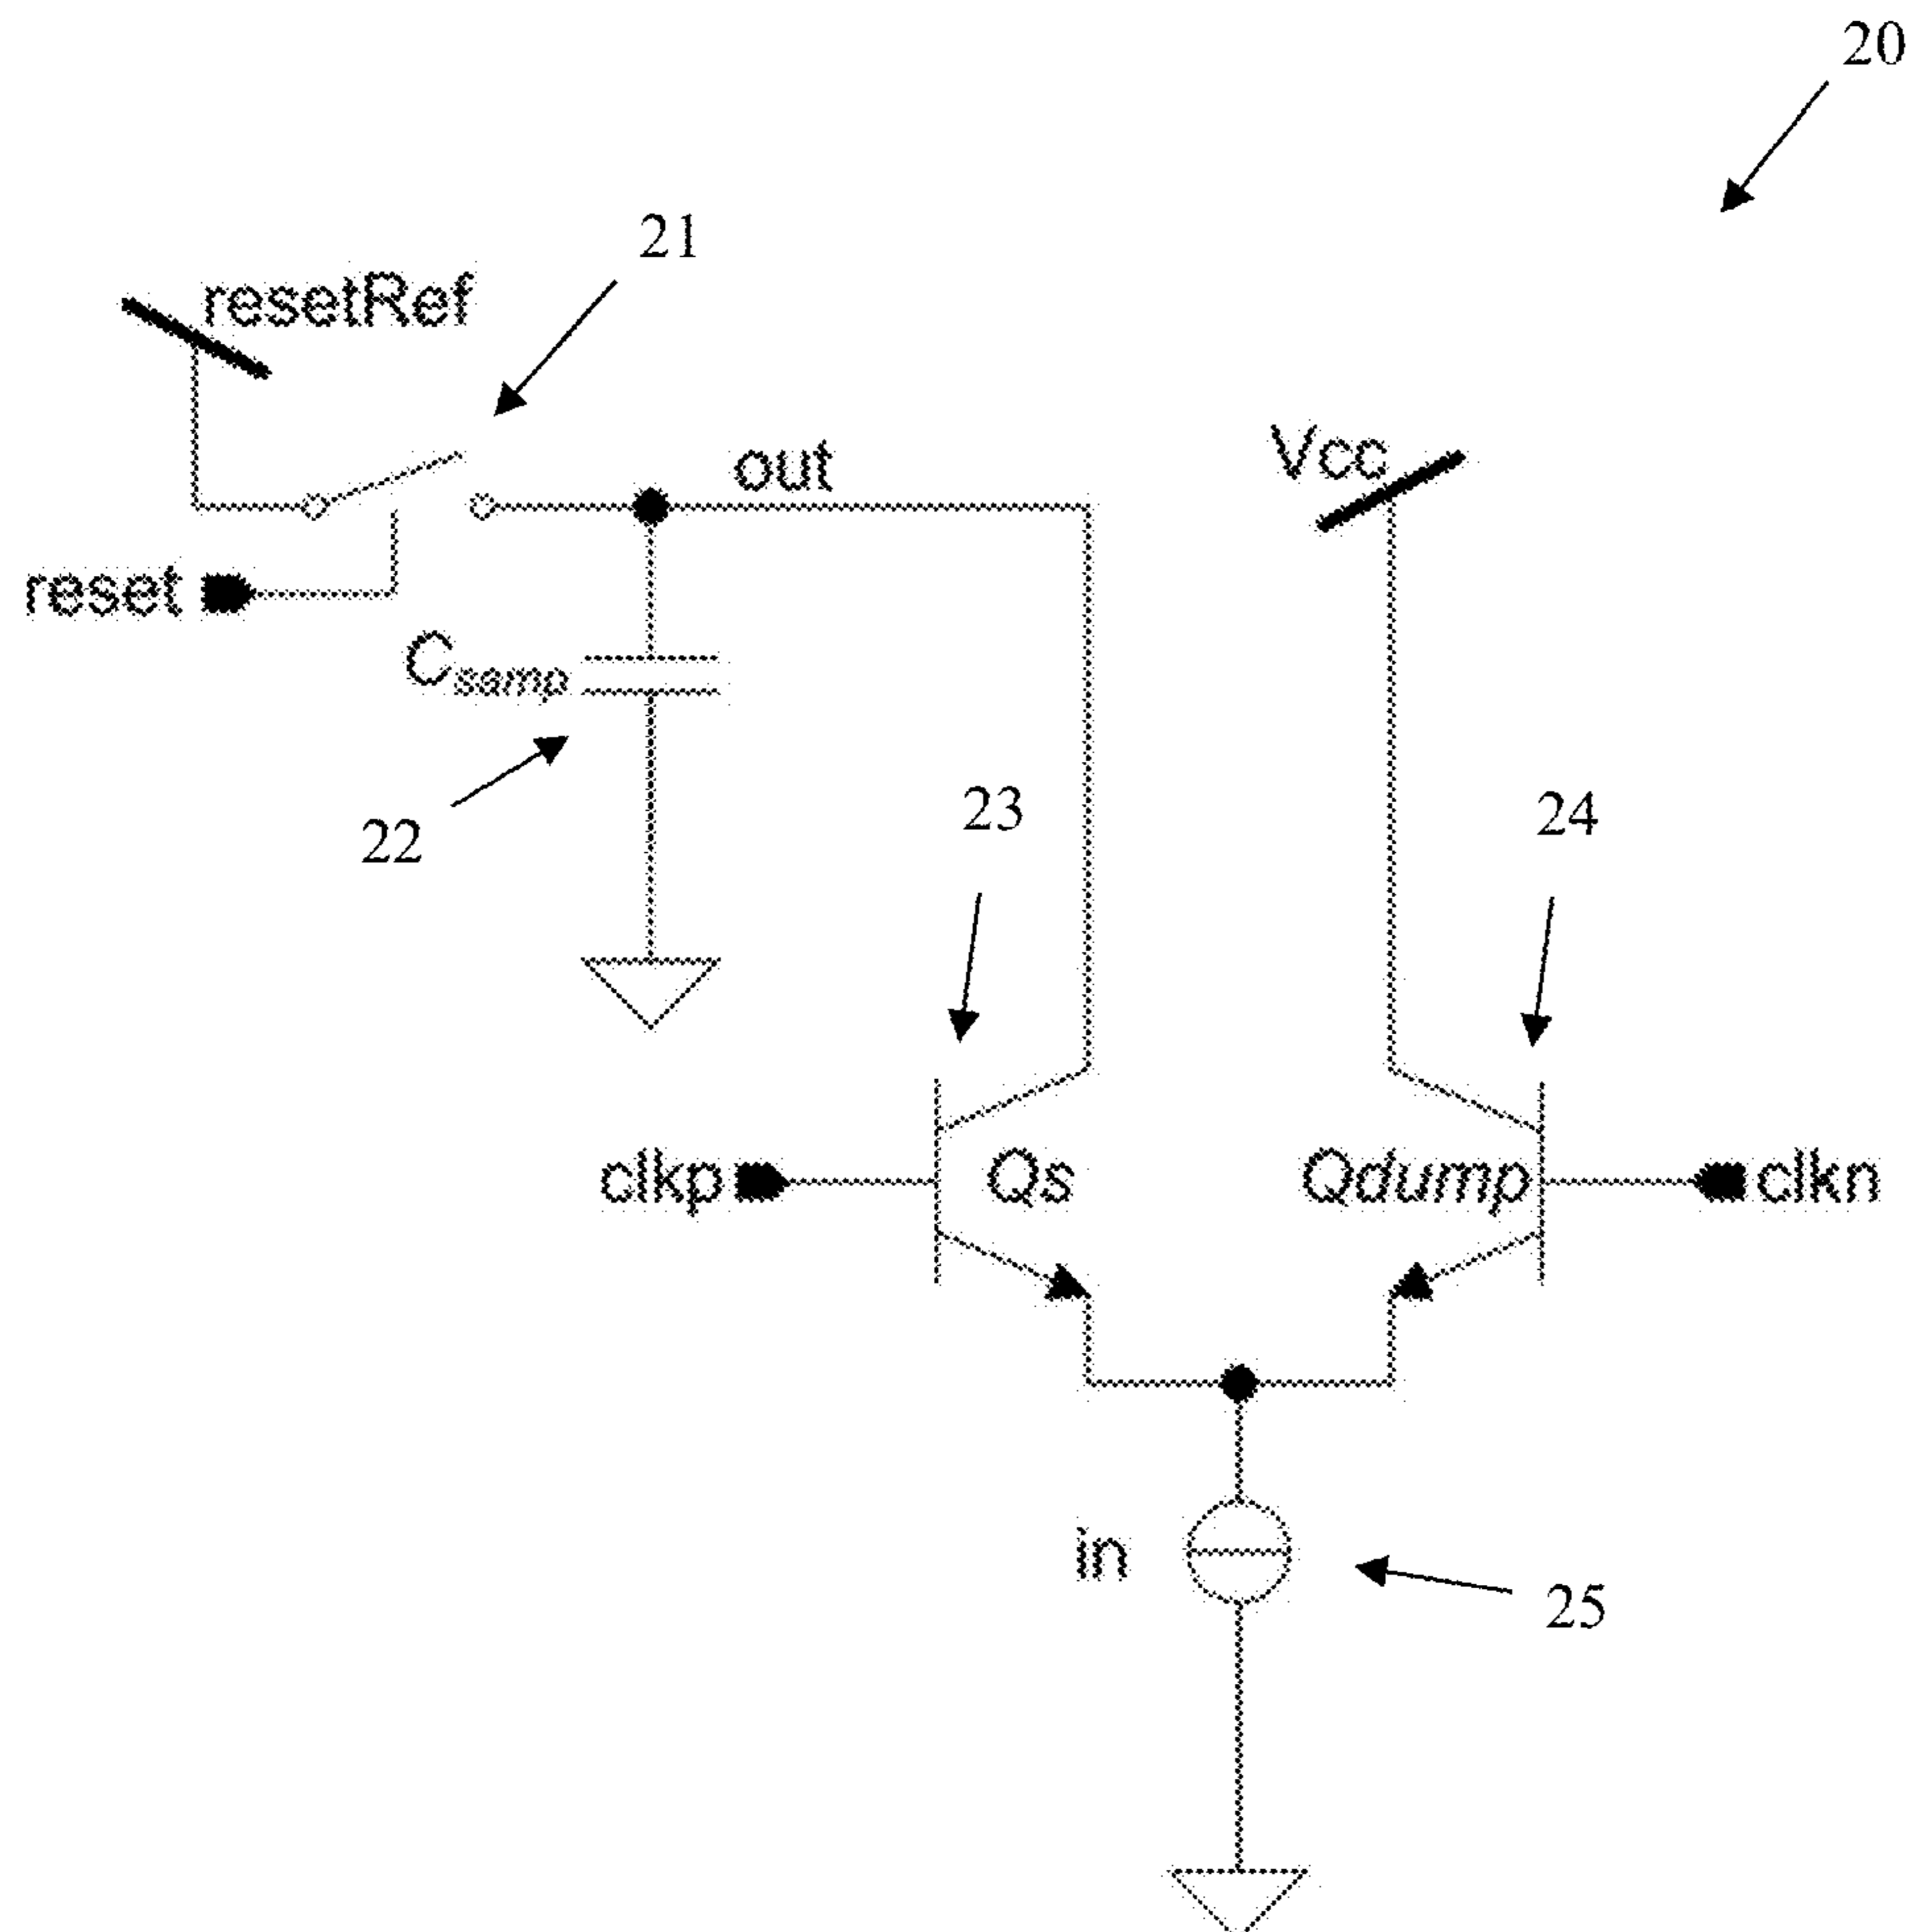 20
21
resetRef
out
Vcc
reset
Csamp
22
23
24
clkp
Qs
Qdump
clkn
in
25